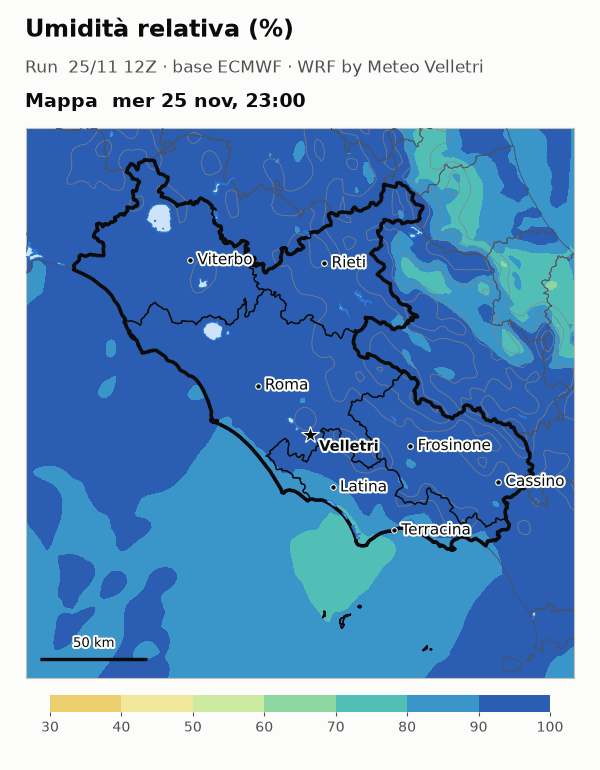 Umidità relativa (%)
Run  25/11 12Z · base ECMWF · WRF by Meteo Velletri
Mappa  mer 25 nov, 23:00
Viterbo
Rieti
Roma
Velletri
Frosinone
Cassino
Latina
Terracina
50 km
30 40 50 60 70 80 90 100